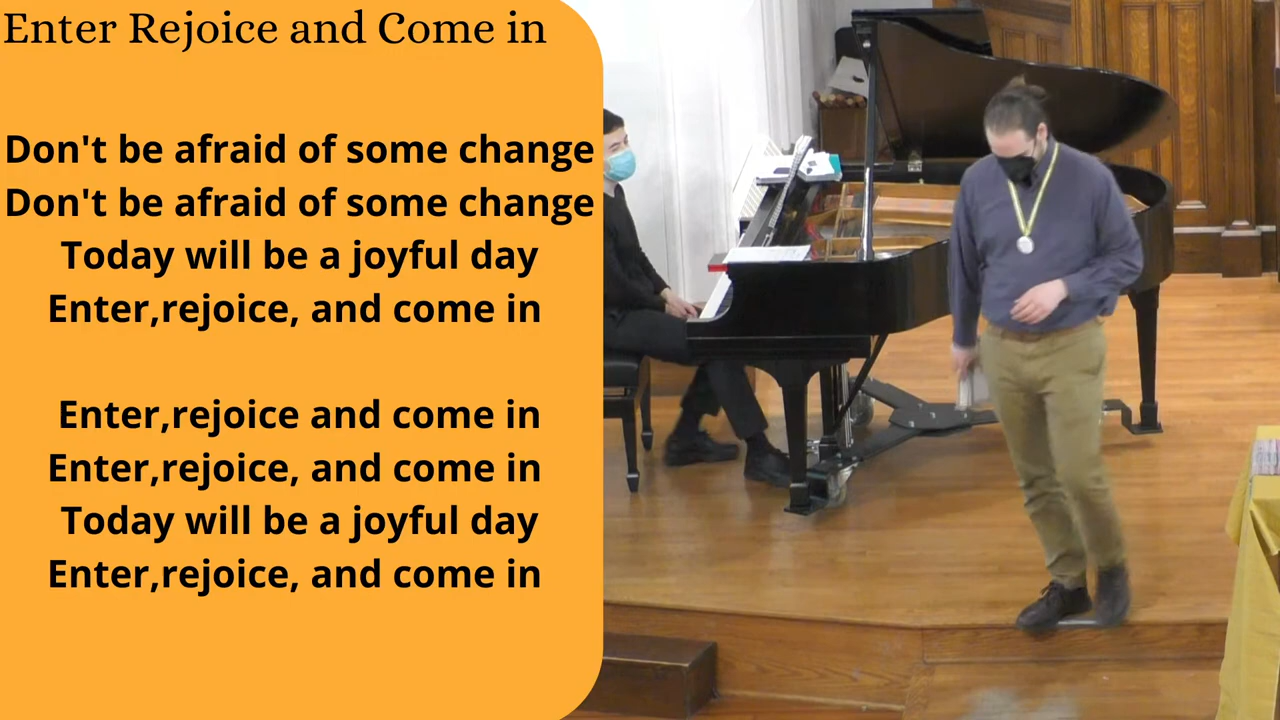 Enter Rejoice and Come in
Don't be afraid of some change
Don't be afraid of some change
Today will be a joyful day
Enter,rejoice, and come in
Enter,rejoice and come in
Enter,rejoice, and come in
Today will be a joyful day
Enter,rejoice, and come in